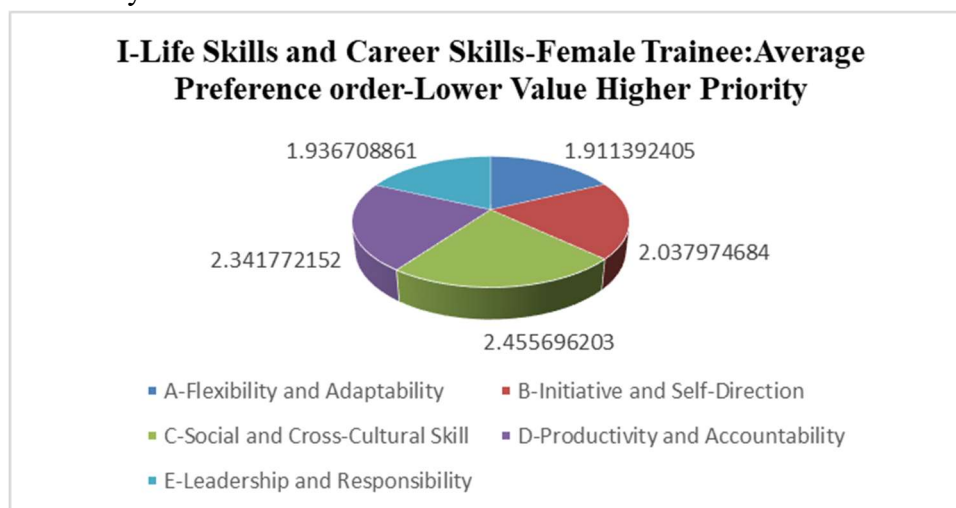 I-Life Skills and Career Skills-Female Trainee:Average
Preference order-Lower Value Higher Priority
1.936708861
1.911392405
2.341772152
2.037974684
2.455696203
A-Flexibility and Adaptability
B-Initiative and Self-Direction
C-Social and Cross-Cultural Skill
D-Productivity and Accountability
E-Leadership and Responsibility